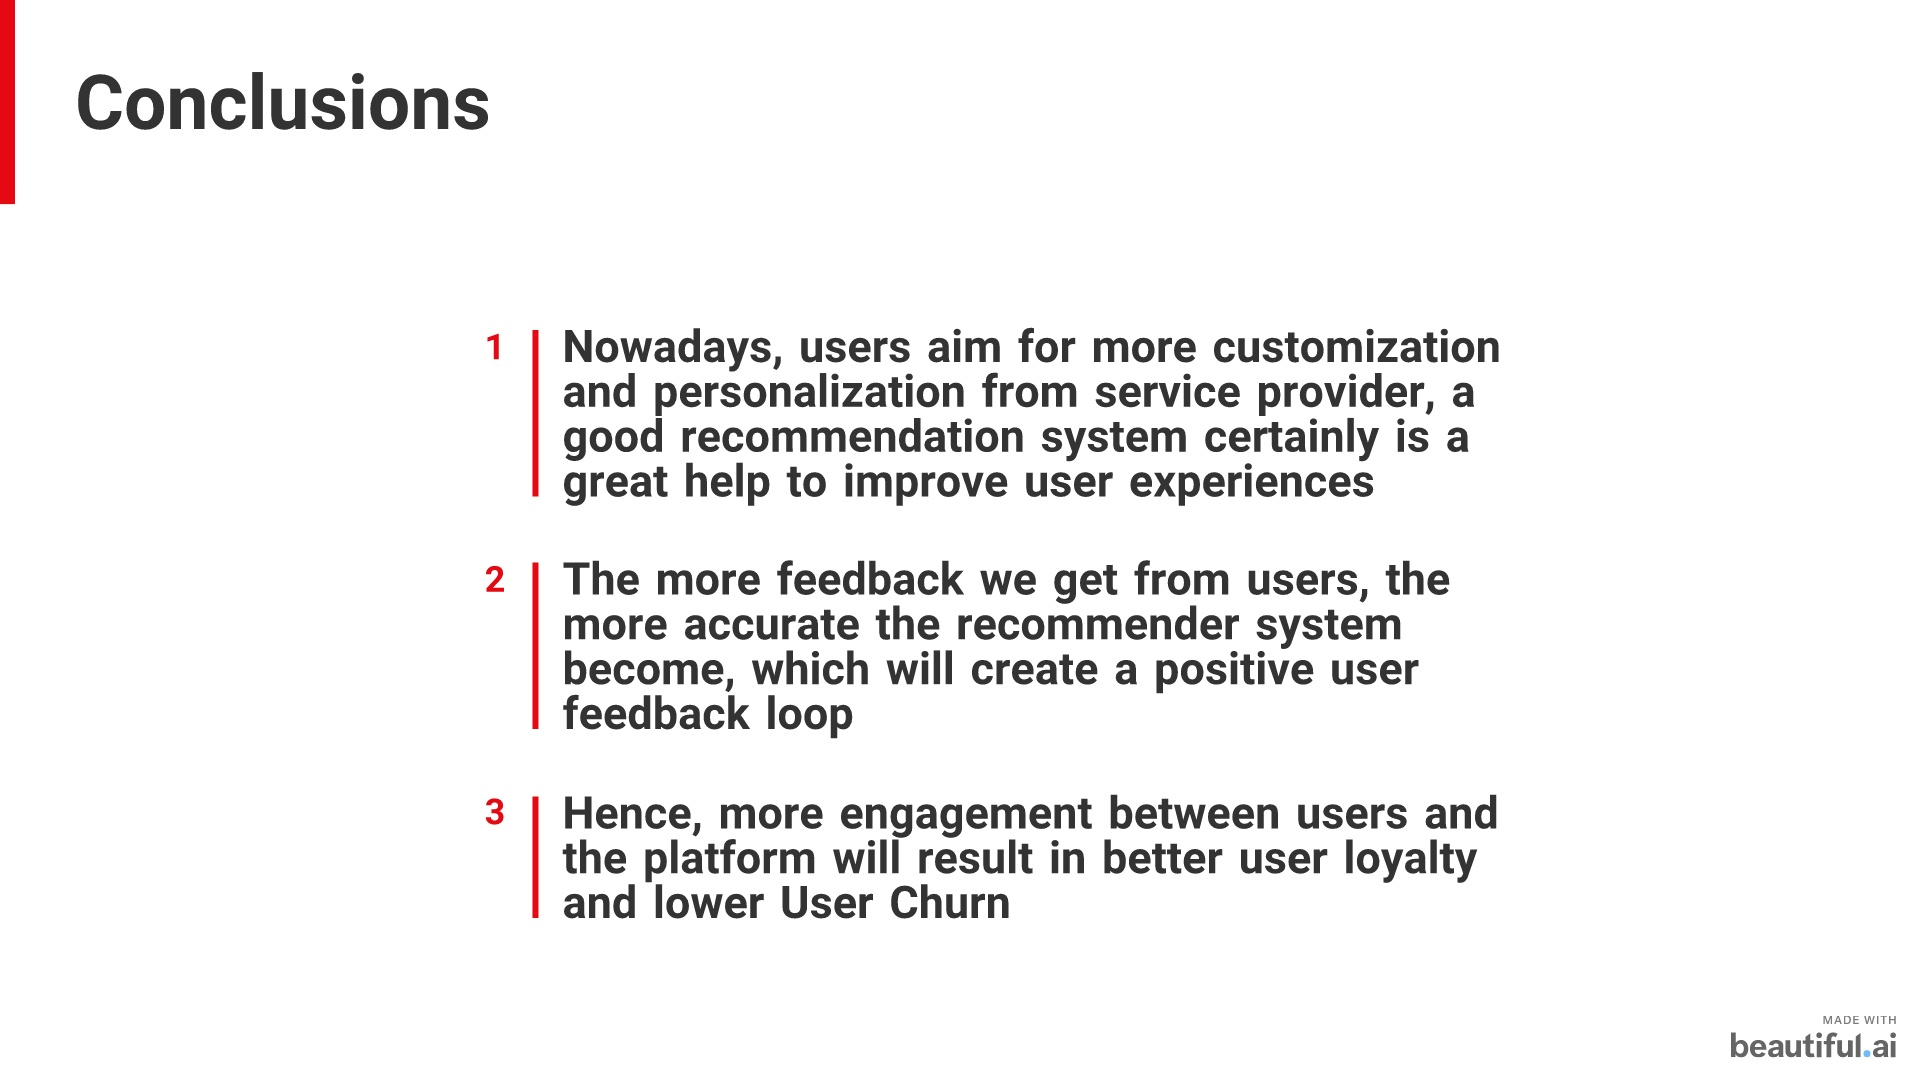 Conclusions
1
Nowadays, users aim for more customization
and personalization from service provider, a
good recommendation system certainly is a
great help to improve user experiences
2
The more feedback we get from users, the
more accurate the recommender system
become, which will create a positive user
feedback loop
3
Hence, more engagement between users and
the platform will result in better user loyalty
and lower User Churn
MADE WITH
beautiful.ai